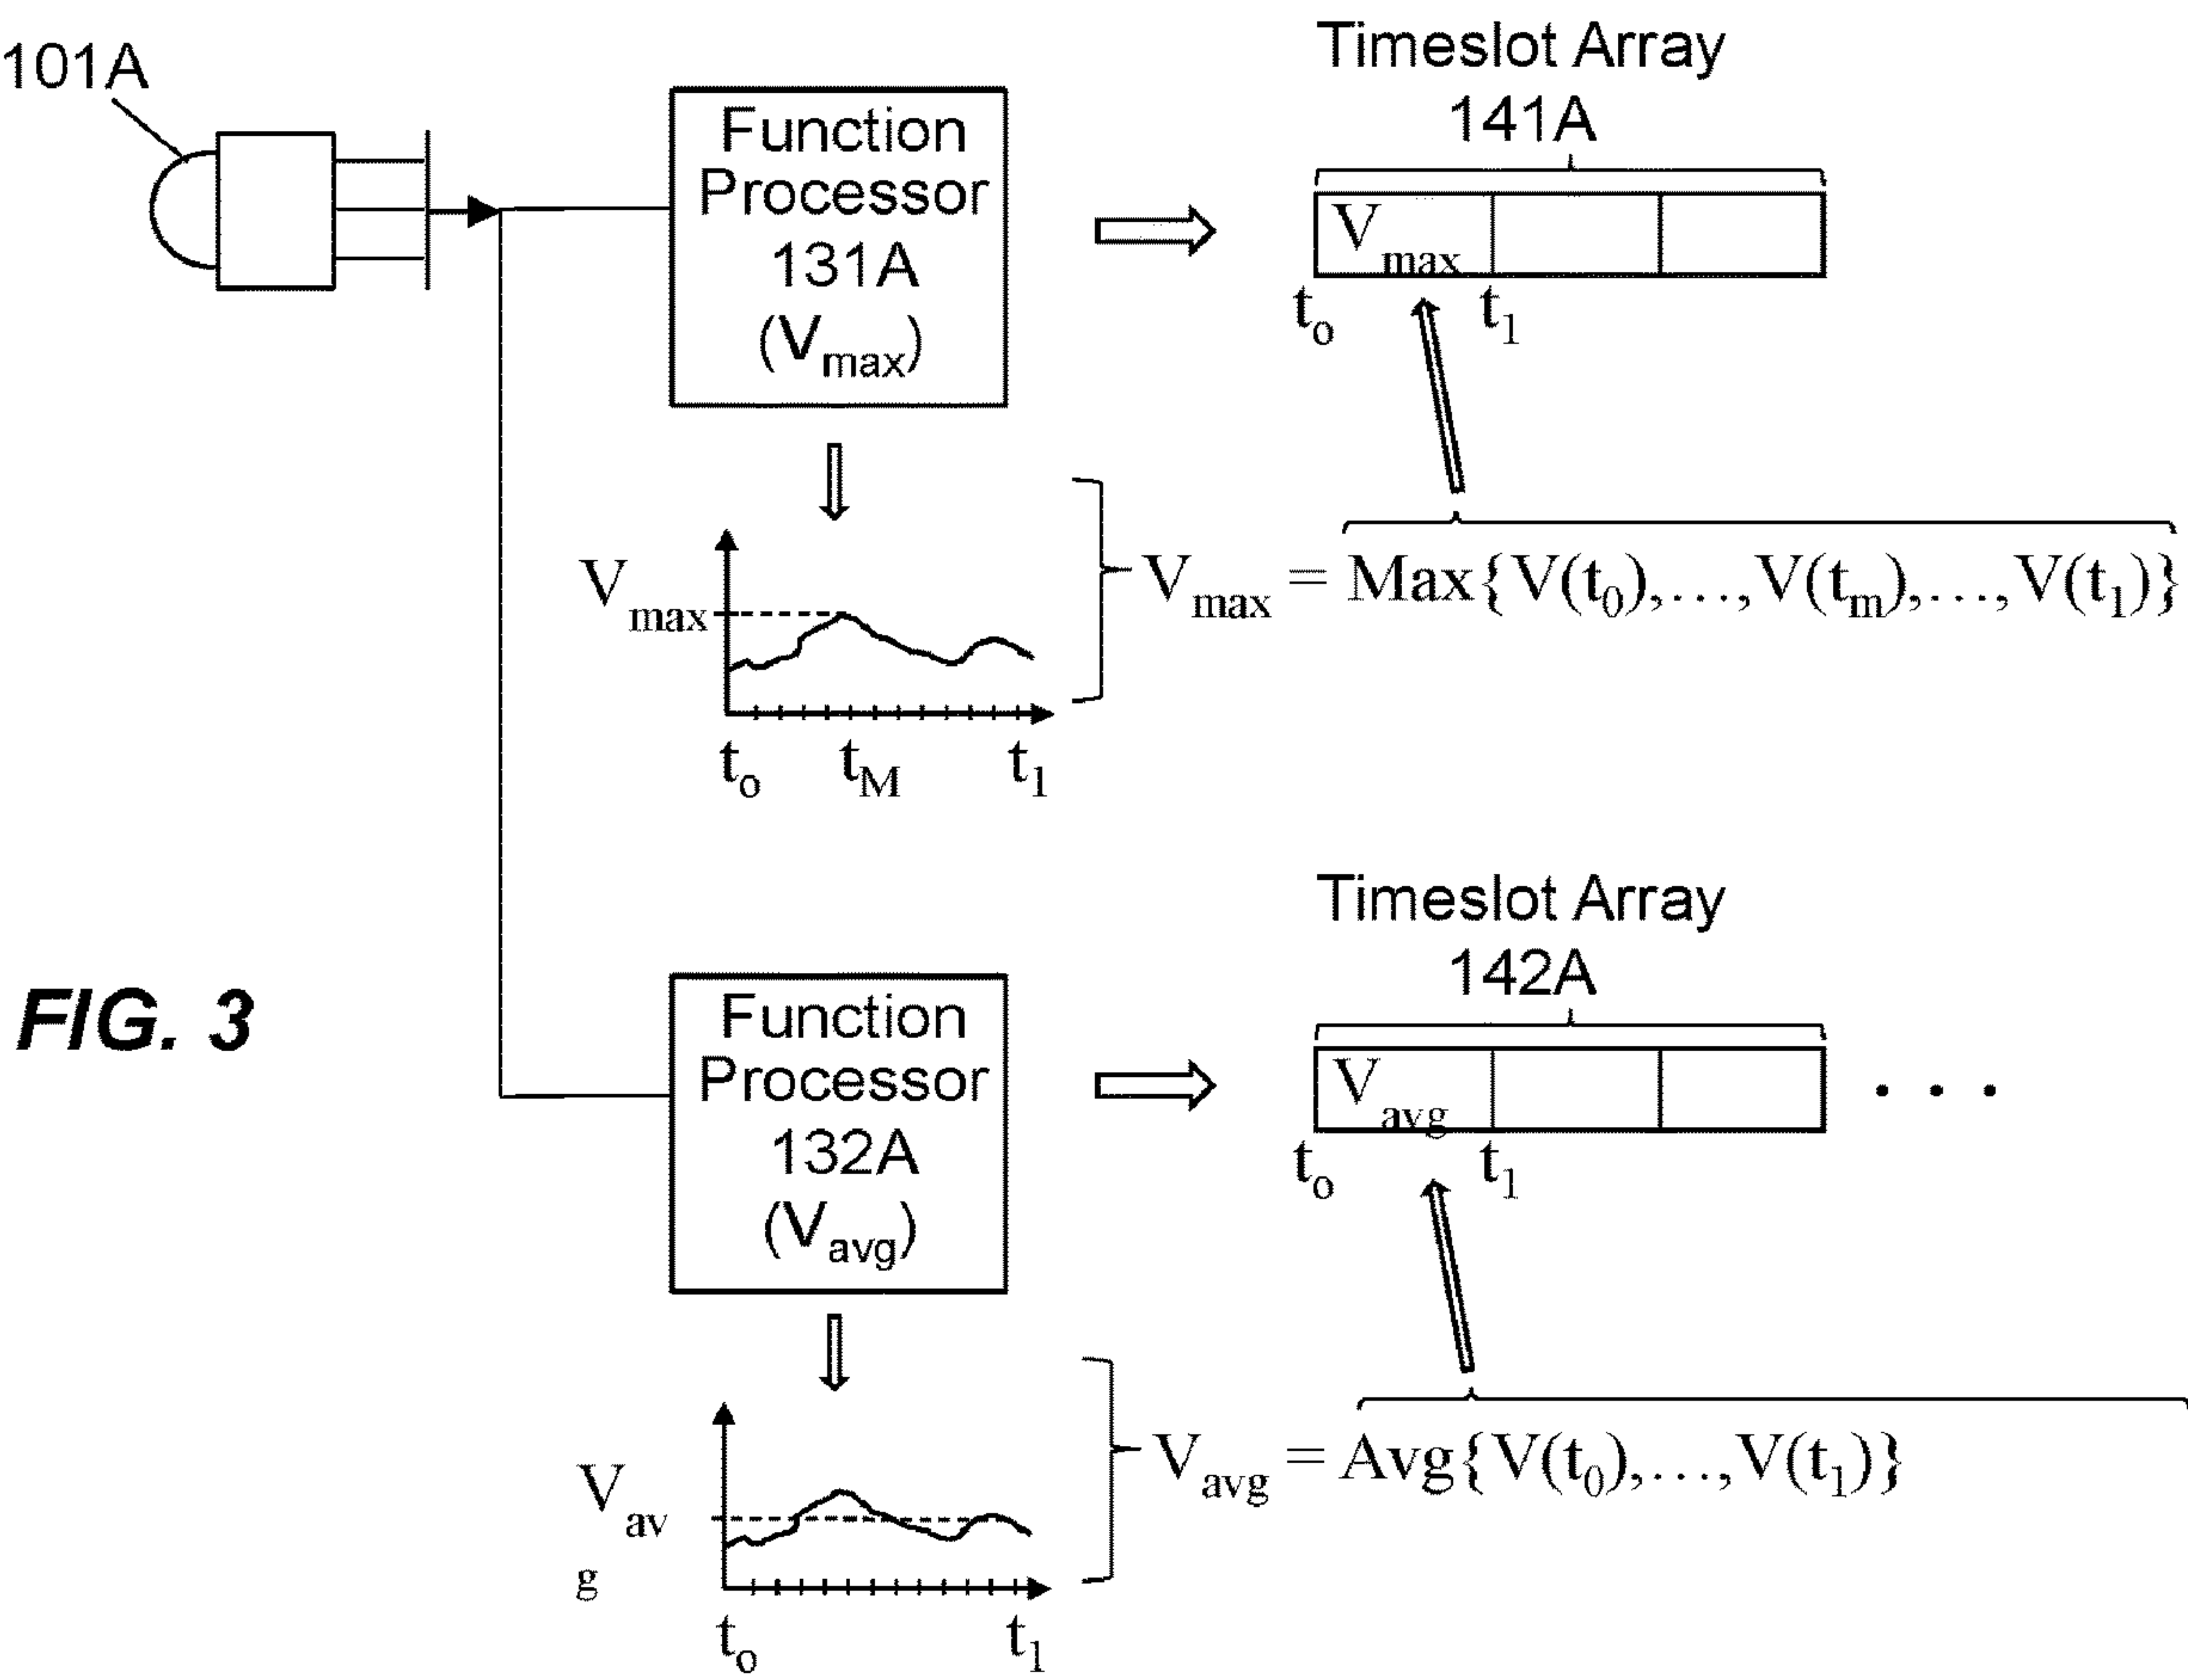 101A
Timeslot Array
141A
Function
Processor
131A
(Vmax)
Vmax
to t1
Vmax
Vmax = Max{V(t0),...,V(tm),...,V(t1)}
to tM t1
FIG. 3
Timeslot Array
142A
Function
Processor
132A
(Vavg)
Vavg
. . .
to t1
Vav
g
Vavg = Avg{V(t0),...,V(t1)}
to t1